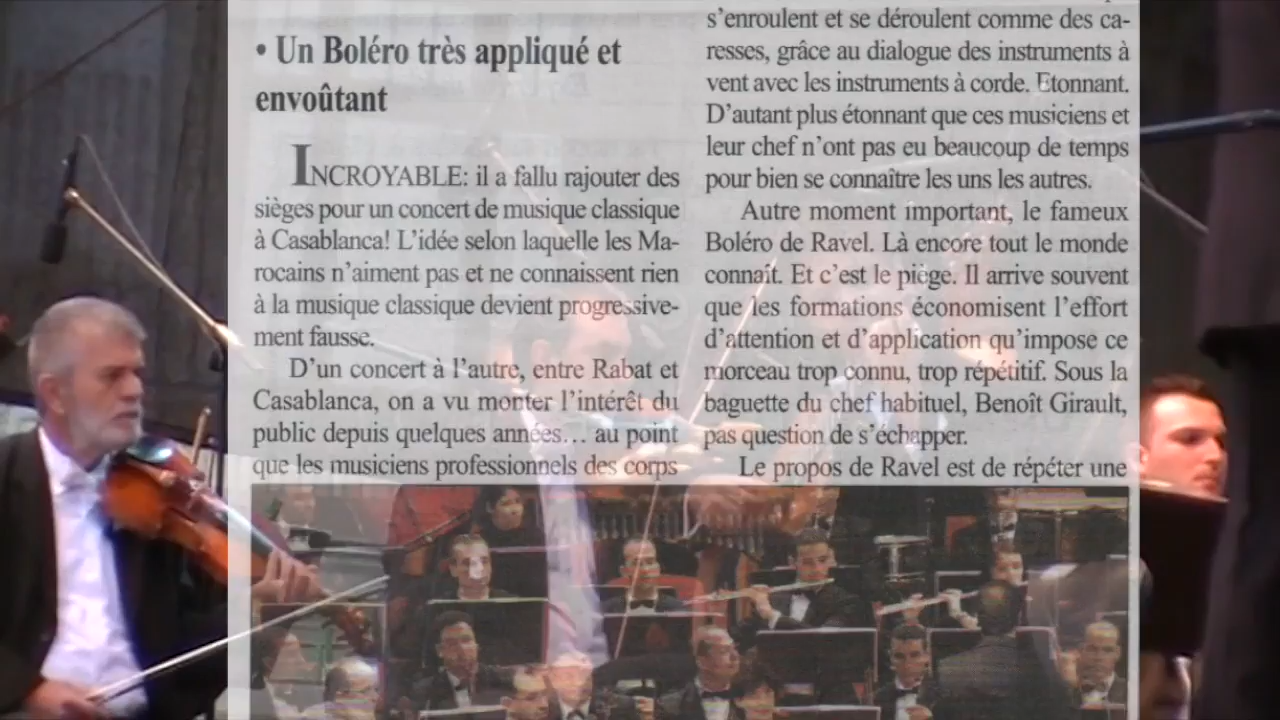 • Un Boléro très appliqué et
envoûtant
INCROYABLE: il a fallu rajouter des
sièges pour un concert de musique classique
à Casablanca! L'idée selon laquelle les Ma-
rocains n'aiment pas et ne connaissent rien
à la musique classique devient progressive-
ment fausse.
D'un concert à l'autre, entre Rabat et
Casablanca, on a vu monter l'intérêt du
public depuis quelques années… au point
que les musiciens professionnels des corps
s'enroulent et se déroulent comme des ca-
resses, grâce au dialogue des instruments à
vent avec les instruments à corde. Etonnant.
D'autant plus étonnant que ces musiciens et
leur chef n'ont pas eu beaucoup de temps
pour bien se connaître les uns les autres.
Autre moment important, le fameux
Boléro de Ravel. Là encore tout le monde
connaît. Et c'est le piège. Il arrive souvent
que les formations économisent l'effort
d'attention et d'application qu'impose ce
morceau trop connu, trop répétitif. Sous la
baguette du chef habituel, Benoît Girault,
pas question de s'échapper.
Le propos de Ravel est de répéter une